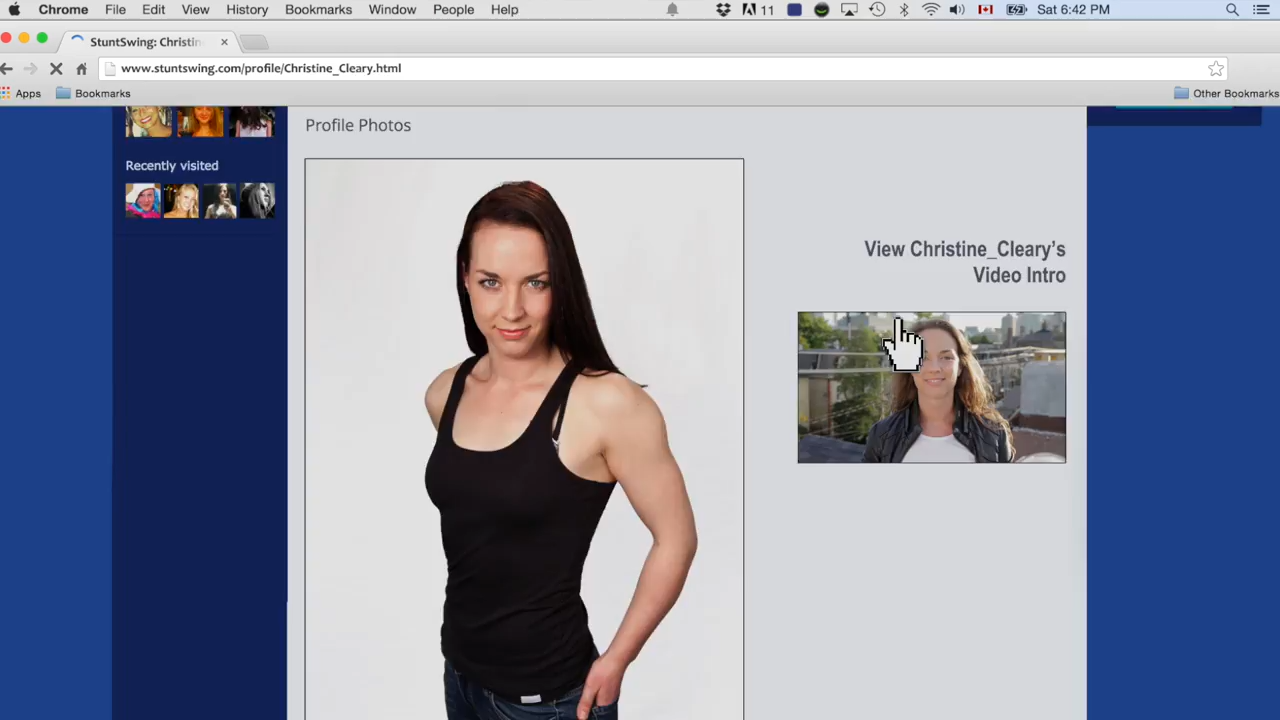 Chrome File Edit View History Bookmarks Window People Help 11 Sat 6:42 PM
StuntSwing: Christin
www.stuntswing.com/profile/Christine_Cleary.html
Apps Bookmarks Other Bookmarks
Profile Photos
Recently visited
View Christine_Cleary's
Video Intro